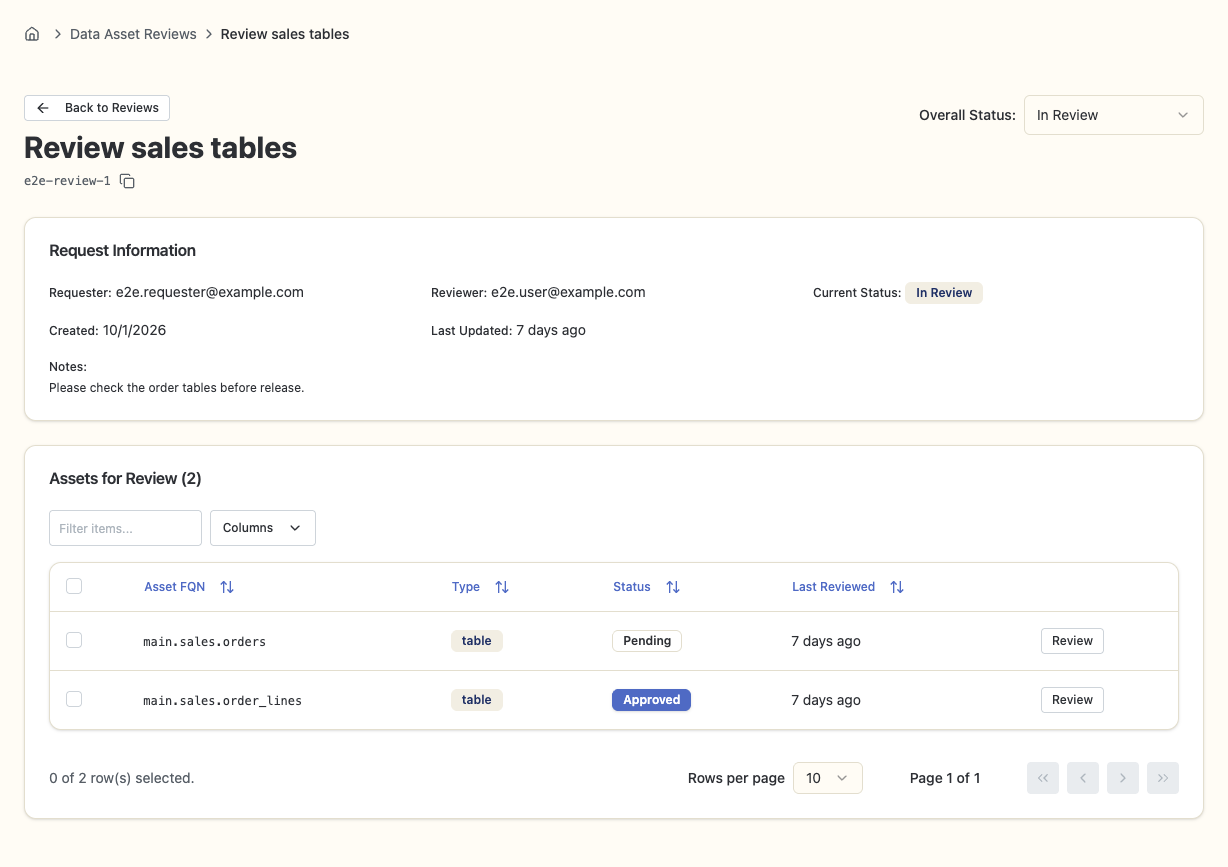 Data Asset Reviews Review sales tables
Back to Reviews
Overall Status: In Review
Review sales tables
e2e-review-1
Request Information
Requester: e2e.requester@example.com Reviewer: e2e.user@example.com Current Status: In Review
Created: 10/1/2026 Last Updated: 7 days ago
Notes:
Please check the order tables before release.
Assets for Review (2)
Filter items... Columns
Asset FQN Type Status Last Reviewed
main.sales.orders table Pending 7 days ago Review
main.sales.order_lines table Approved 7 days ago Review
0 of 2 row(s) selected. Rows per page 10 Page 1 of 1